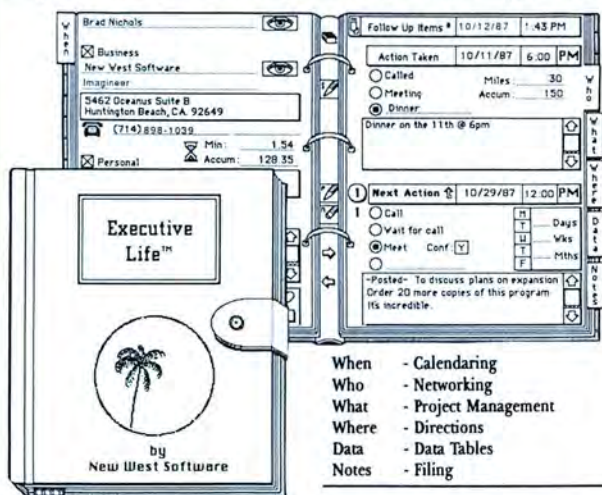 When
Brad Nichols
Business
New West Software
Imagineer
5462 Oceanus Suite B
Huntington Beach, CA. 92649
(714) 898-1039
Min: 1.54
Personal Accum: 128.35
Follow Up Items # 10/12/87 1:43 PM
Action Taken 10/11/87 6:00 PM
Called Miles: 30
Meeting Accum: 150
Dinner
Dinner on the 11th @ 6pm
1 Next Action 10/29/87 12:00 PM
1 Call M
Wait for call T Days
Meet Conf: Y W Wks
T Mths
F
-Posted- To discuss plans on expansion
Order 20 more copies of this program
It's incredible.
Who
What
Where
Data
Notes
Executive
Life™
by
New West Software
When - Calendaring
Who - Networking
What - Project Management
Where - Directions
Data - Data Tables
Notes - Filing